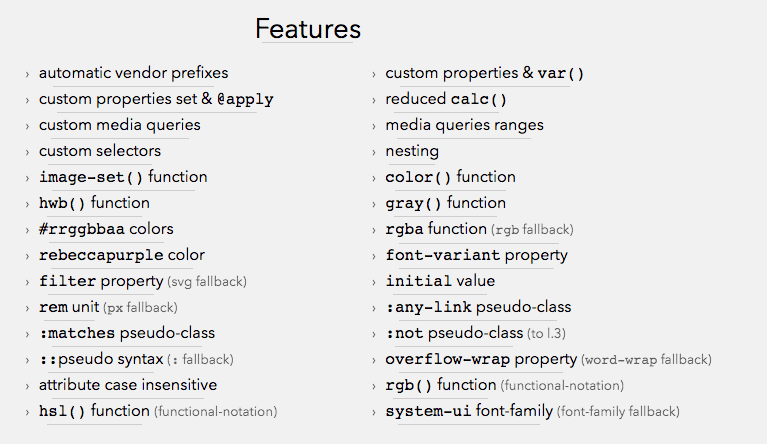 Features
› automatic vendor prefixes
› custom properties & var()
› custom properties set & @apply
› reduced calc()
› custom media queries
› media queries ranges
› custom selectors
› nesting
› image-set() function
› color() function
› hwb() function
› gray() function
› #rrggbbaa colors
› rgba function (rgb fallback)
› rebeccapurple color
› font-variant property
› filter property (svg fallback)
› initial value
› rem unit (px fallback)
› :any-link pseudo-class
› :matches pseudo-class
› :not pseudo-class (to l.3)
› ::pseudo syntax (: fallback)
› overflow-wrap property (word-wrap fallback)
› attribute case insensitive
› rgb() function (functional-notation)
› hsl() function (functional-notation)
› system-ui font-family (font-family fallback)